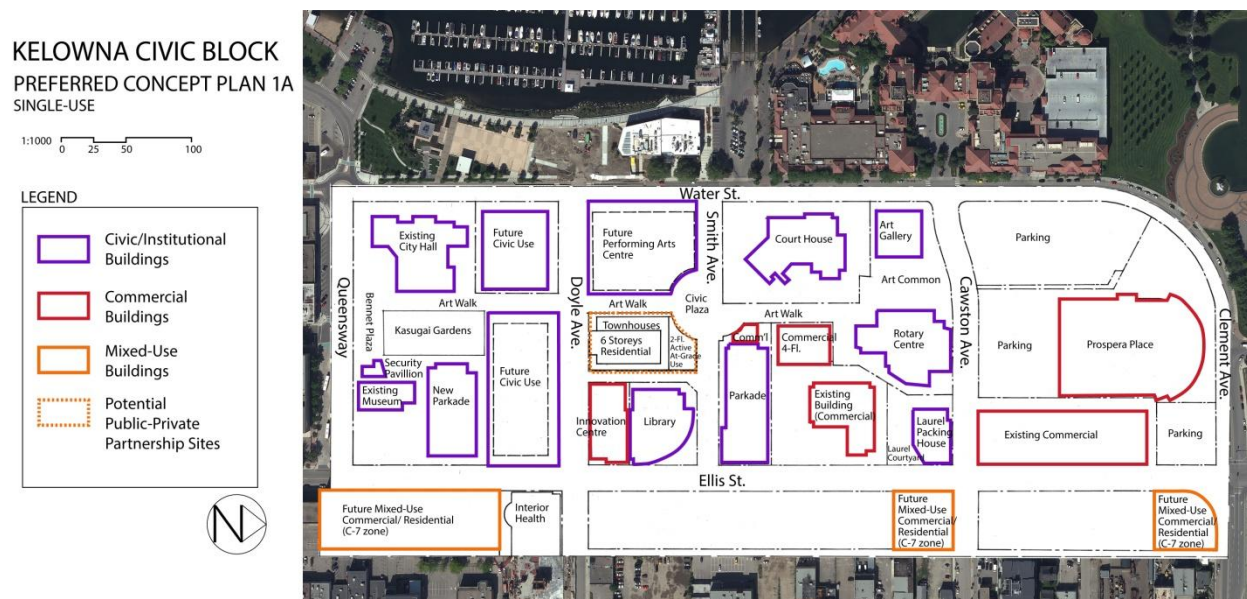 KELOWNA CIVIC BLOCK
PREFERRED CONCEPT PLAN 1A
SINGLE-USE
1:1000 0 25 50 100
LEGEND
Civic/Institutional
Buildings
Commercial
Buildings
Mixed-Use
Buildings
Potential
Public-Private
Partnership Sites
N
Water St.
Queensway
Bennet Plaza
Existing
City Hall
Future
Civic Use
Art Walk
Kasugai Gardens
Security
Pavillion
Existing
Museum
New
Parkade
Future
Civic Use
Doyle Ave.
Future
Performing Arts
Centre
Art Walk
Townhouses
6 Storeys
Residential
2-Fl.
Active
At-Grade
Use
Innovation
Centre
Library
Smith Ave.
Civic
Plaza
Court House
Art
Gallery
Art Common
Art Walk
Comm'l
Commercial
4-Fl.
Parkade
Existing
Building
(Commercial)
Rotary
Centre
Laurel
Packing
House
Laurel
Courtyard
Cawston Ave.
Parking
Parking
Prospera Place
Clement Ave.
Existing Commercial
Parking
Ellis St.
Future Mixed-Use
Commercial/ Residential
(C-7 zone)
Interior
Health
Future
Mixed-Use
Commercial/
Residential
(C-7 zone)
Future
Mixed-Use
Commercial/
Residential
(C-7 zone)